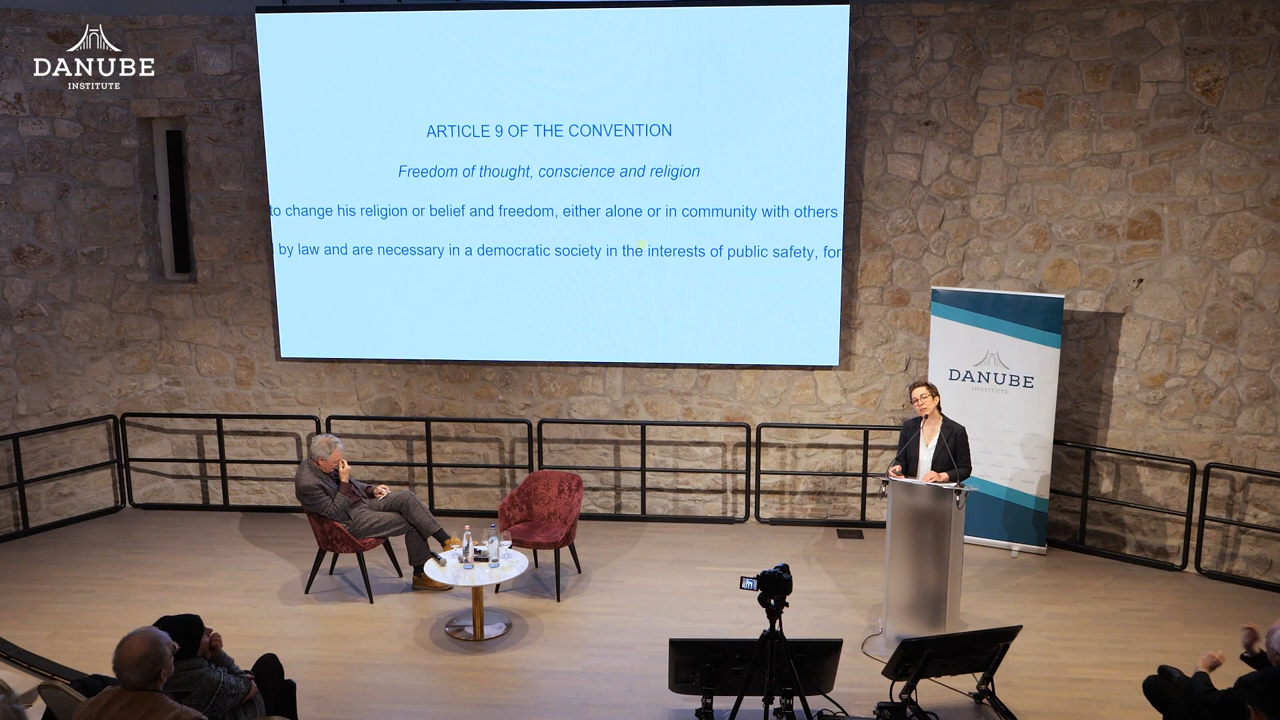 DANUBE
INSTITUTE
ARTICLE 9 OF THE CONVENTION
Freedom of thought, conscience and religion
to change his religion or belief and freedom, either alone or in community with others
by law and are necessary in a democratic society in the interests of public safety, for
DANUBE
INSTITUTE